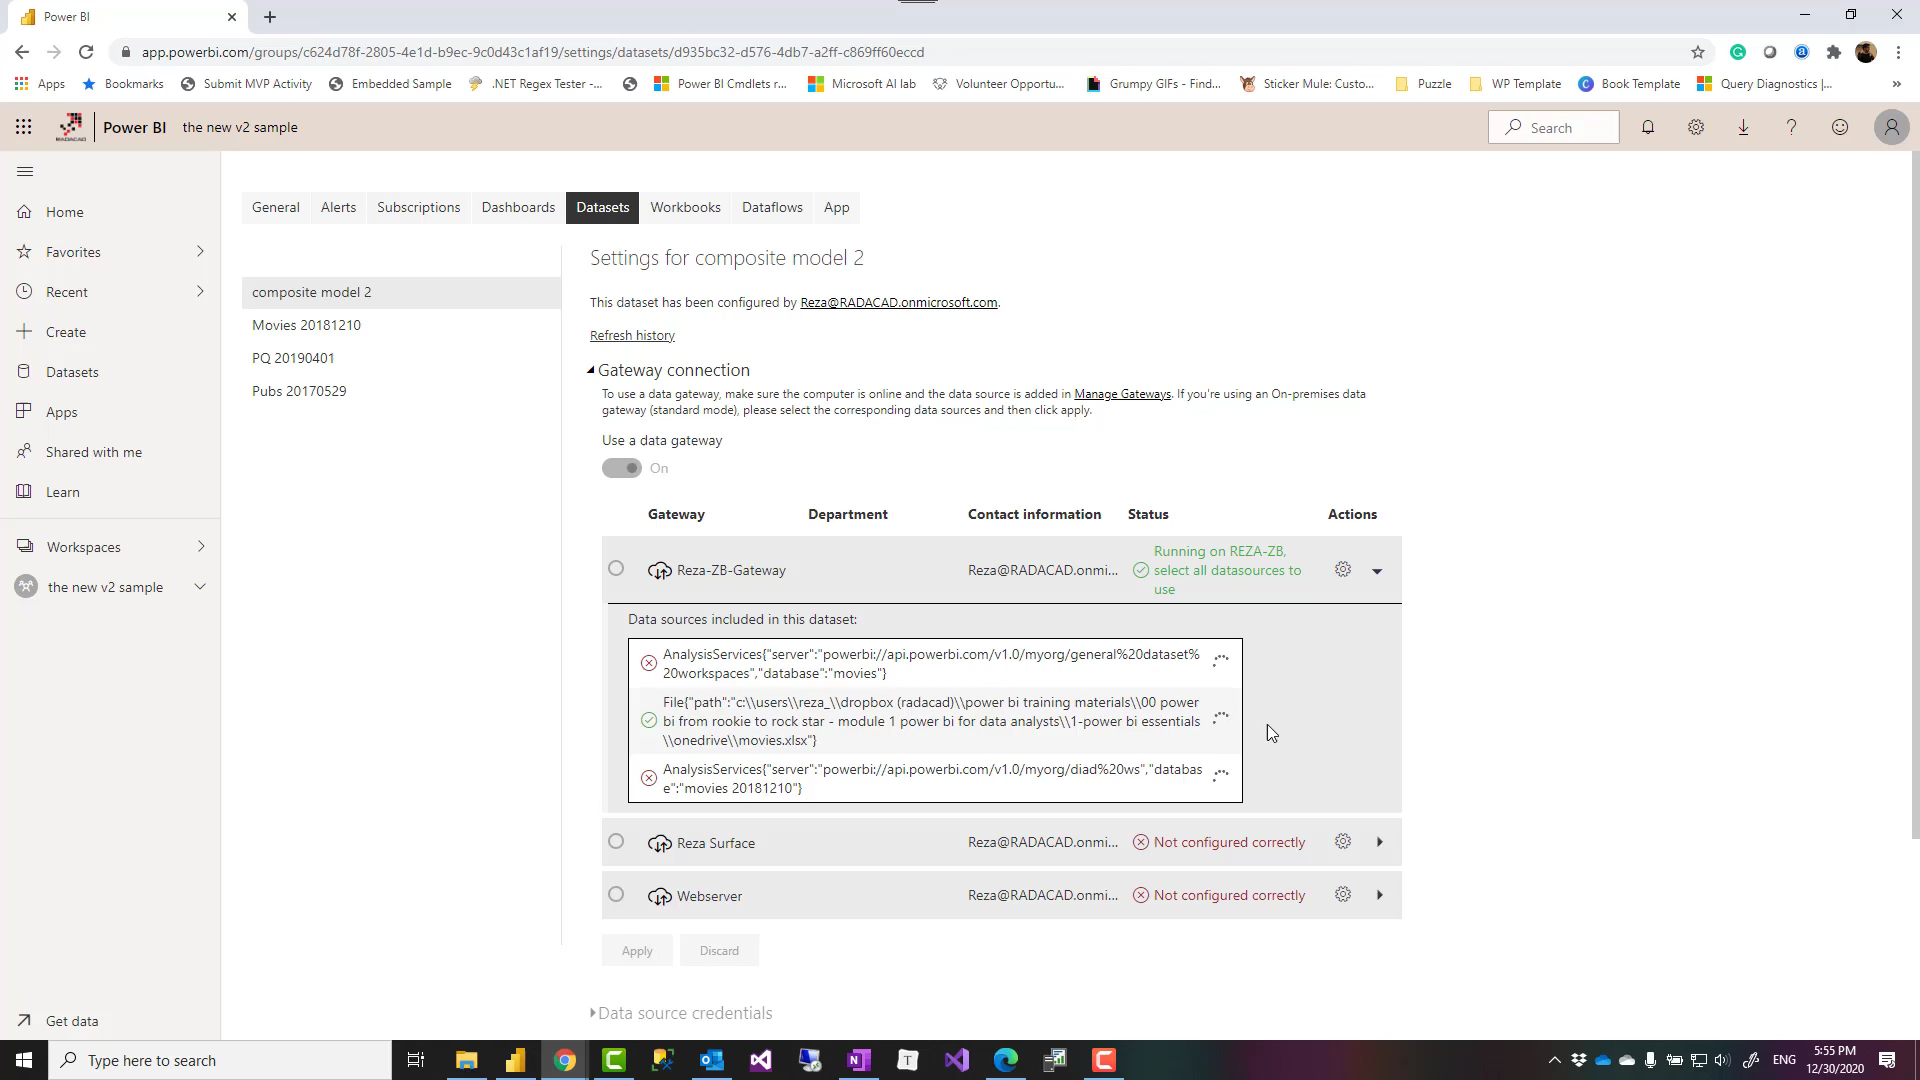 Power BI
app.powerbi.com/groups/c624d78f-2805-4e1d-b9ec-9c0d43c1af19/settings/datasets/d935bc32-d576-4db7-a2ff-c869ff60eccd
Apps
Bookmarks
Submit MVP Activity
Embedded Sample
.NET Regex Tester -...
Power BI Cmdlets r...
Microsoft AI lab
Volunteer Opportu...
Grumpy GIFs - Find...
Sticker Mule: Custo...
Puzzle
WP Template
Book Template
Query Diagnostics |...
RADACAD
Power BI
the new v2 sample
Search
Home
Favorites
Recent
Create
Datasets
Apps
Shared with me
Learn
Workspaces
the new v2 sample
Get data
General
Alerts
Subscriptions
Dashboards
Datasets
Workbooks
Dataflows
App
composite model 2
Movies 20181210
PQ 20190401
Pubs 20170529
Settings for composite model 2
This dataset has been configured by Reza@RADACAD.onmicrosoft.com.
Refresh history
Gateway connection
To use a data gateway, make sure the computer is online and the data source is added in Manage Gateways. If you're using an On-premises data
gateway (standard mode), please select the corresponding data sources and then click apply.
Use a data gateway
On
Gateway Department Contact information Status Actions
Reza-ZB-Gateway
Reza@RADACAD.onmi...
Running on REZA-ZB,
select all datasources to
use
Data sources included in this dataset:
AnalysisServices{"server":"powerbi://api.powerbi.com/v1.0/myorg/general%20dataset%
20workspaces","database":"movies"}
File{"path":"c:\\users\\reza_\\dropbox (radacad)\\power bi training materials\\00 power
bi from rookie to rock star - module 1 power bi for data analysts\\1-power bi essentials
\\onedrive\\movies.xlsx"}
AnalysisServices{"server":"powerbi://api.powerbi.com/v1.0/myorg/diad%20ws","databas
e":"movies 20181210"}
Reza Surface
Reza@RADACAD.onmi...
Not configured correctly
Webserver
Reza@RADACAD.onmi...
Not configured correctly
Apply
Discard
Data source credentials
Type here to search
ENG
5:55 PM
12/30/2020